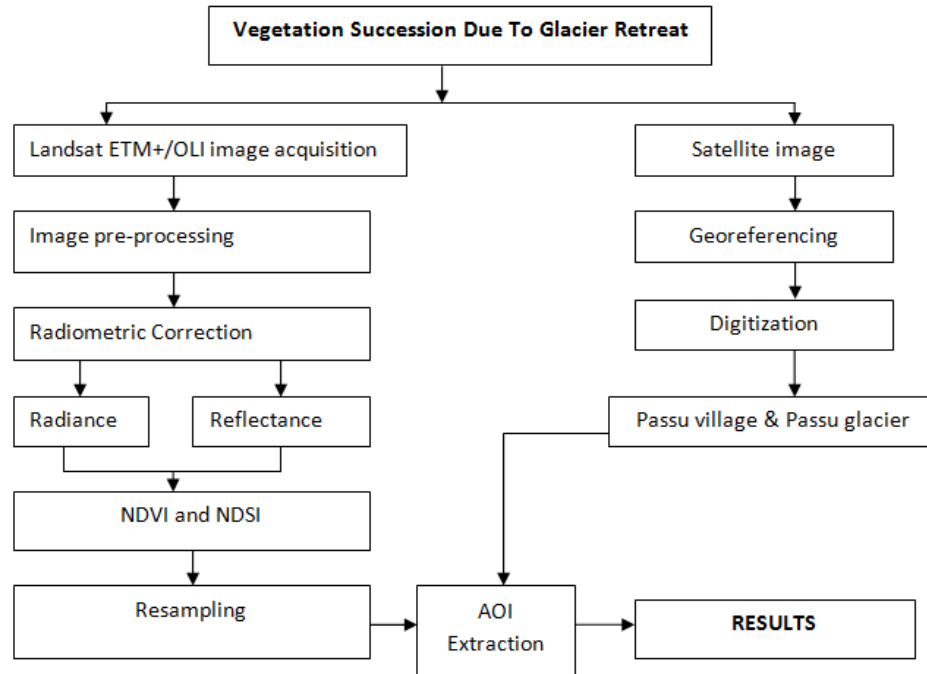 Vegetation Succession Due To Glacier Retreat
Landsat ETM+/OLI image acquisition
Satellite image
Image pre-processing
Georeferencing
Radiometric Correction
Digitization
Radiance
Reflectance
Passu village & Passu glacier
NDVI and NDSI
Resampling
AOI
Extraction
RESULTS